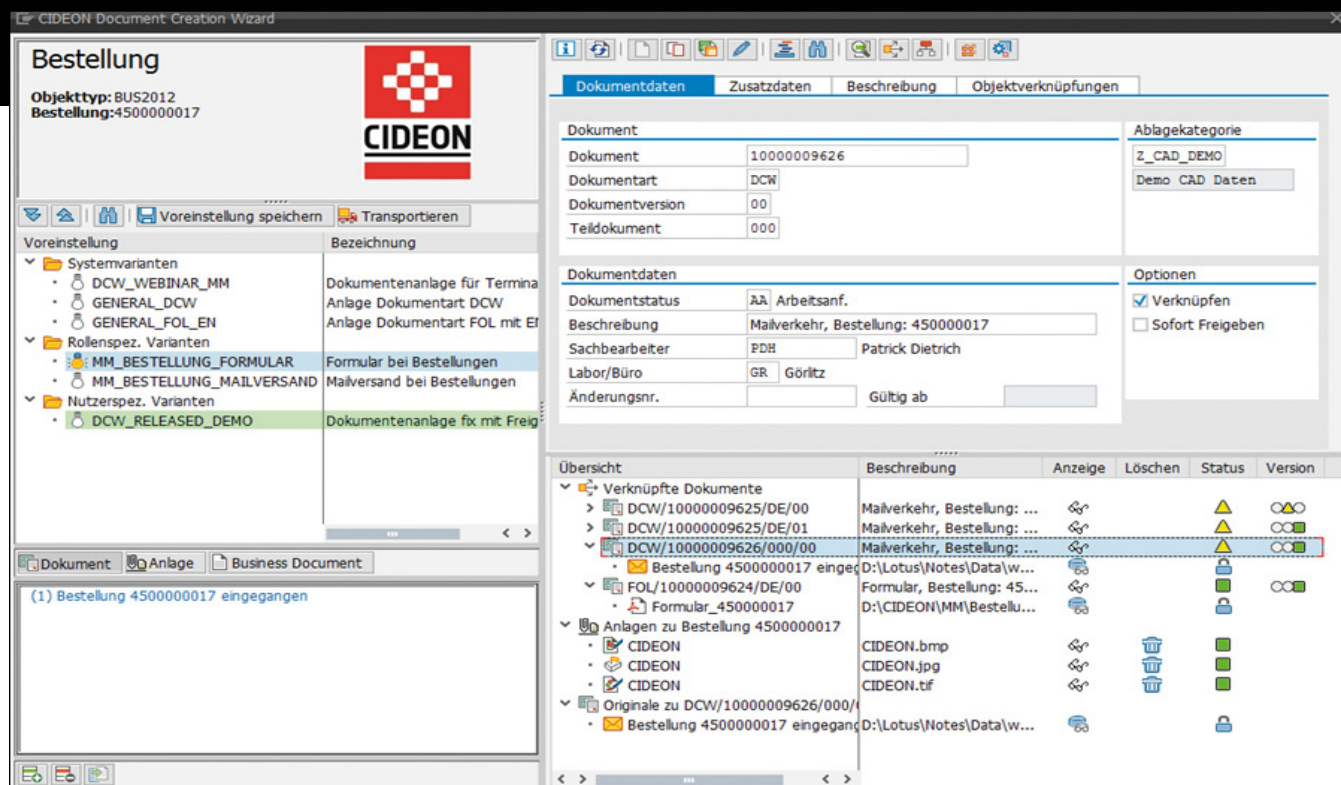 CIDEON Document Creation Wizard
Bestellung
Objekttyp: BUS2012
Bestellung:4500000017
CIDEON
Voreinstellung speichern Transportieren
Voreinstellung Bezeichnung
Systemvarianten
DCW_WEBINAR_MM Dokumentenanlage für Termina
GENERAL_DCW Anlage Dokumentart DCW
GENERAL_FOL_EN Anlage Dokumentart FOL mit EI
Rollenspez. Varianten
MM_BESTELLUNG_FORMULAR Formular bei Bestellungen
MM_BESTELLUNG_MAILVERSAND Mailversand bei Bestellungen
Nutzerspez. Varianten
DCW_RELEASED_DEMO Dokumentenanlage fix mit Freig
Dokument Anlage Business Document
(1) Bestellung 4500000017 eingegangen
Dokumentdaten Zusatzdaten Beschreibung Objektverknüpfungen
Dokument
Dokument 10000009626
Dokumentart DCW
Dokumentversion 00
Teildokument 000
Ablagekategorie
Z_CAD_DEMO
Demo CAD Daten
Dokumentdaten
Dokumentstatus AA Arbeitsanf.
Beschreibung Mailverkehr, Bestellung: 450000017
Sachbearbeiter PDH Patrick Dietrich
Labor/Büro GR Görlitz
Änderungsnr. Gültig ab
Optionen
Verknüpfen
Sofort Freigeben
Übersicht Beschreibung Anzeige Löschen Status Version
Verknüpfte Dokumente
DCW/10000009625/DE/00 Mailverkehr, Bestellung: ...
DCW/10000009625/DE/01 Mailverkehr, Bestellung: ...
DCW/10000009626/000/00 Mailverkehr, Bestellung: ...
Bestellung 4500000017 eingeg D:\Lotus\Notes\Data\w...
FOL/10000009624/DE/00 Formular, Bestellung: 45...
Formular_450000017 D:\CIDEON\MM\Bestellu...
Anlagen zu Bestellung 4500000017
CIDEON CIDEON.bmp
CIDEON CIDEON.jpg
CIDEON CIDEON.tif
Originale zu DCW/10000009626/000/
Bestellung 4500000017 eingegang D:\Lotus\Notes\Data\w...